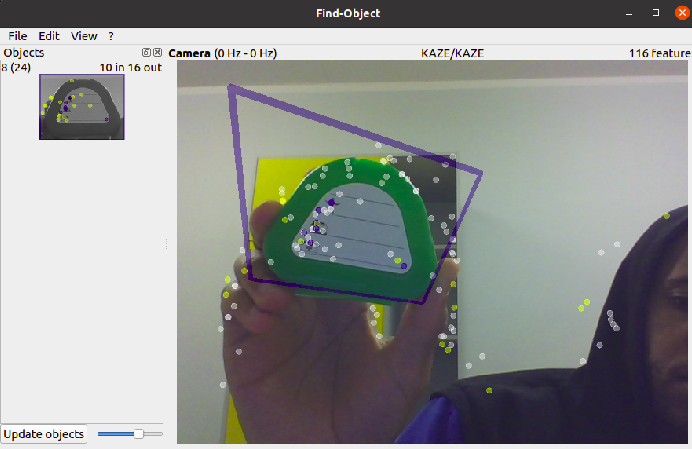 Find-Object
File Edit View ?
Objects
Camera (0 Hz - 0 Hz) KAZE/KAZE 116 feature
8 (24) 10 in 16 out
Update objects